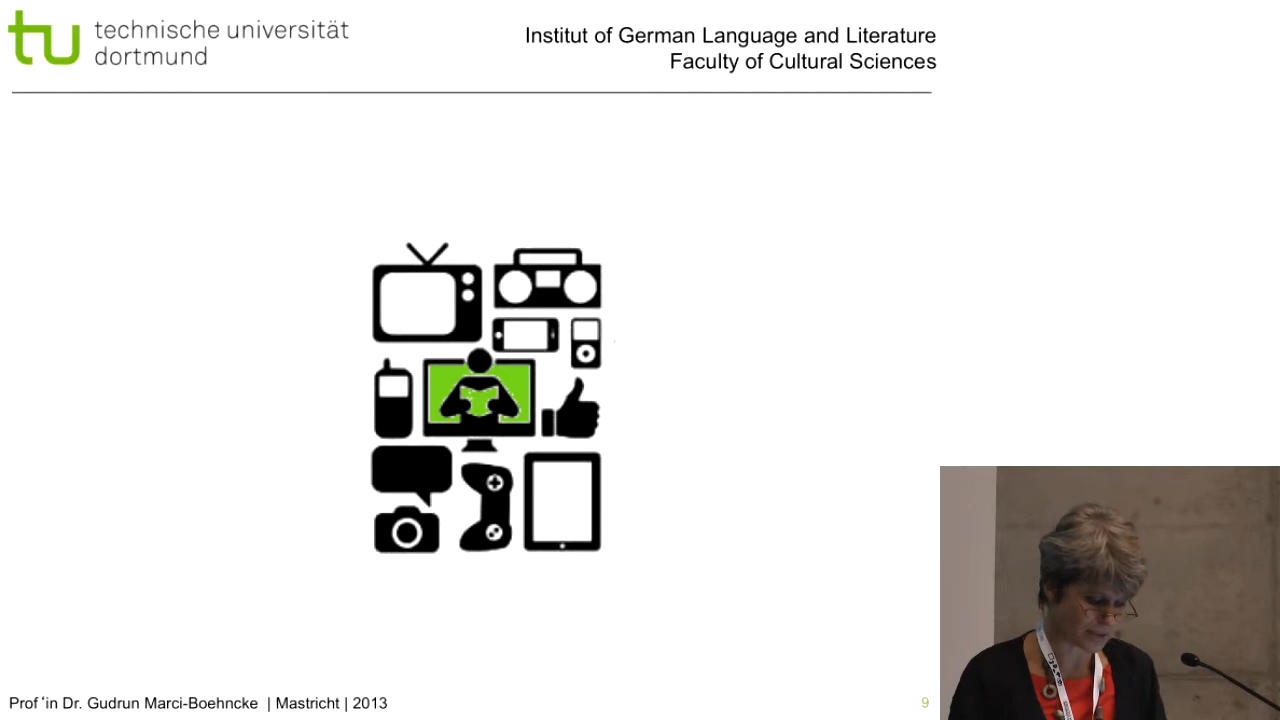 technische universität
dortmund
Institut of German Language and Literature
Faculty of Cultural Sciences
Prof‘in Dr. Gudrun Marci-Boehncke | Mastricht | 2013
9